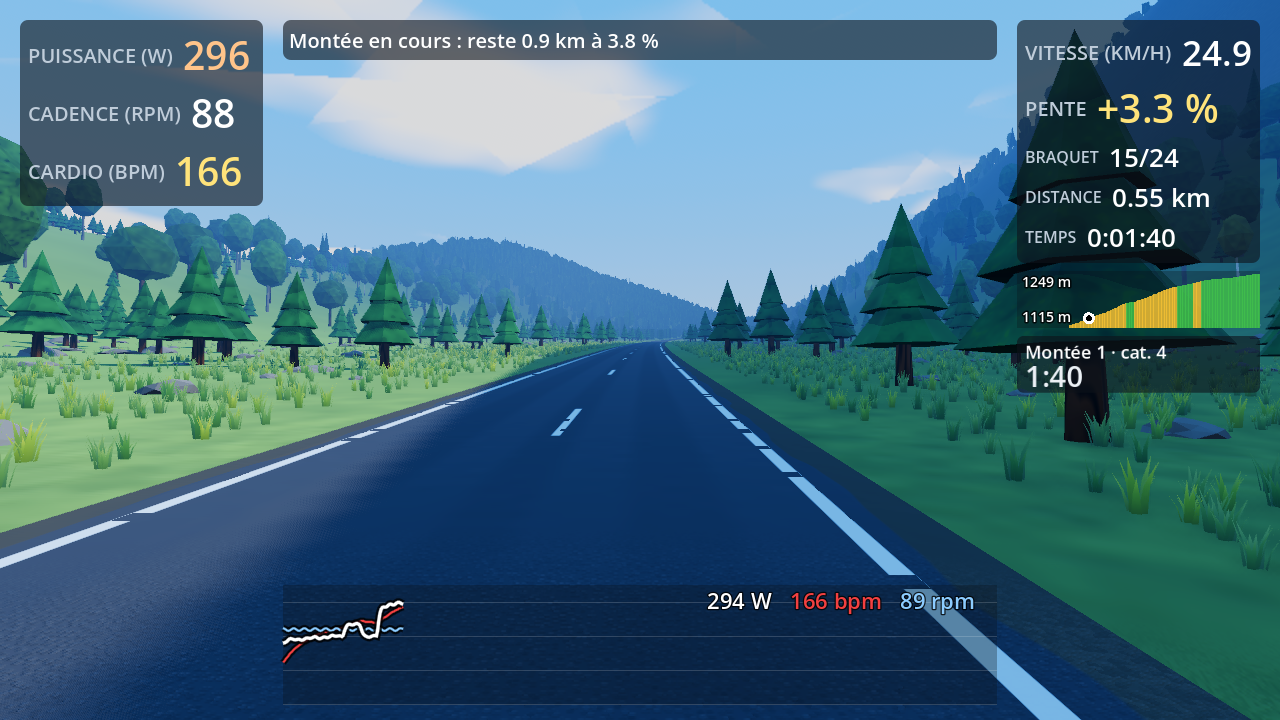 PUISSANCE (W) 296
CADENCE (RPM) 88
CARDIO (BPM) 166
Montée en cours : reste 0.9 km à 3.8 %
VITESSE (KM/H) 24.9
PENTE +3.3 %
BRAQUET 15/24
DISTANCE 0.55 km
TEMPS 0:01:40
1249 m
1115 m
Montée 1 · cat. 4
1:40
294 W 166 bpm 89 rpm